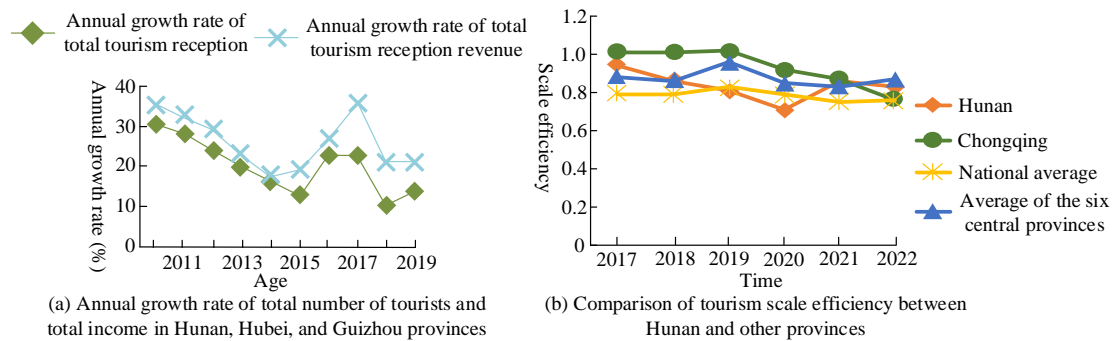 Annual growth rate of
total tourism reception
Annual growth rate of total
tourism reception revenue
Annual growth rate (%)
40
30
20
10
0
2011
2013
2015
2017
2019
Age
(a) Annual growth rate of total number of tourists and
total income in Hunan, Hubei, and Guizhou provinces
Scale efficiency
1.2
1.0
0.8
0.6
0.4
0.2
0
2017
2018
2019
2020
2021
2022
Time
Hunan
Chongqing
National average
Average of the six
central provinces
(b) Comparison of tourism scale efficiency between
Hunan and other provinces